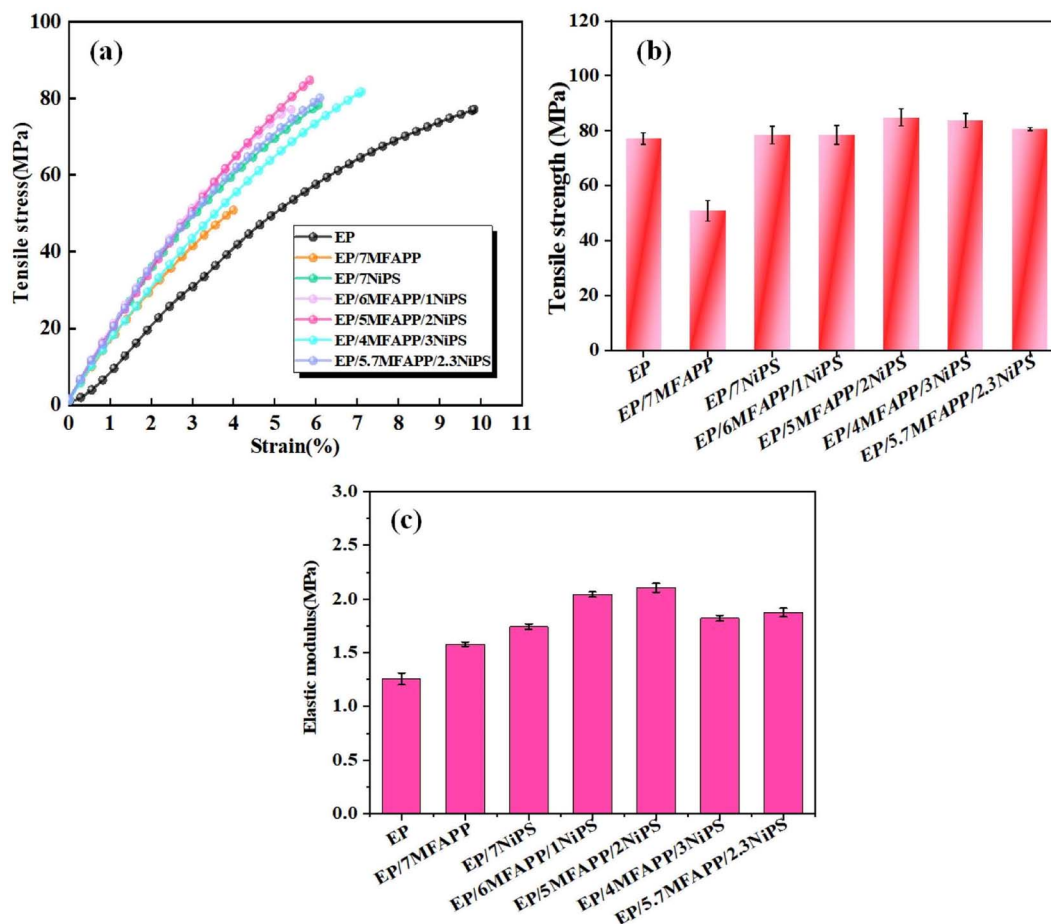 (a)
Tensile stress(MPa)
100
80
60
40
20
0
0 1 2 3 4 5 6 7 8 9 10 11
Strain(%)
EP
EP/7MFAPP
EP/7NiPS
EP/6MFAPP/1NiPS
EP/5MFAPP/2NiPS
EP/4MFAPP/3NiPS
EP/5.7MFAPP/2.3NiPS
(b)
Tensile strength (MPa)
120
100
80
60
40
20
0
EP
EP/7MFAPP
EP/7NiPS
EP/6MFAPP/1NiPS
EP/5MFAPP/2NiPS
EP/4MFAPP/3NiPS
EP/5.7MFAPP/2.3NiPS
(c)
Elastic modulus(MPa)
3.0
2.5
2.0
1.5
1.0
0.5
0.0
EP
EP/7MFAPP
EP/7NiPS
EP/6MFAPP/1NiPS
EP/5MFAPP/2NiPS
EP/4MFAPP/3NiPS
EP/5.7MFAPP/2.3NiPS